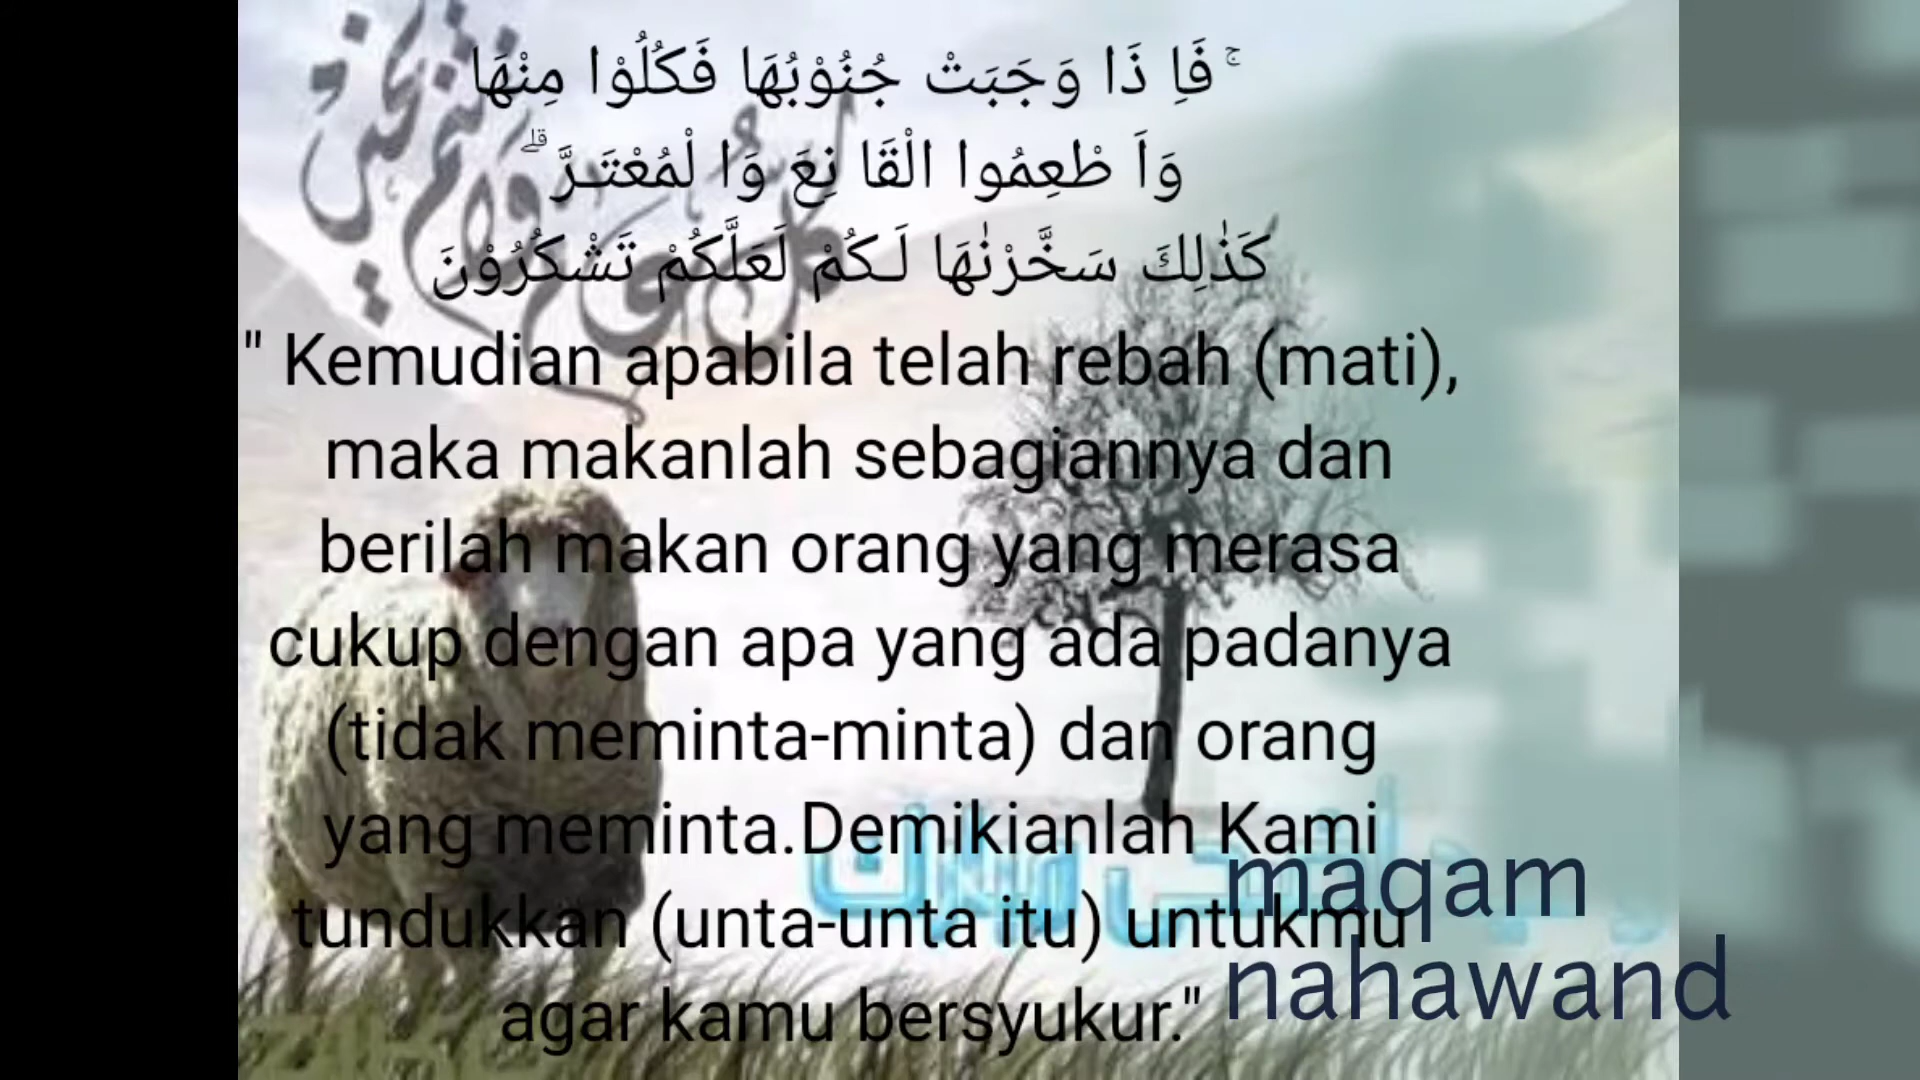 ۚ فَاِ ذَا وَجَبَتْ جُنُوْبُهَا فَكُلُوْا مِنْهَا
وَاَ طْعِمُوا الْقَا نِعَ وَا لْمُعْتَـرَّ ۗ
كَذٰلِكَ سَخَّرْنٰهَا لَـكُمْ لَعَلَّكُمْ تَشْكُرُوْنَ
" Kemudian apabila telah rebah (mati),
maka makanlah sebagiannya dan
berilah makan orang yang merasa
cukup dengan apa yang ada padanya
(tidak meminta-minta) dan orang
yang meminta.Demikianlah Kami
tundukkan (unta-unta itu) untukmu
agar kamu bersyukur."
maqam
nahawand